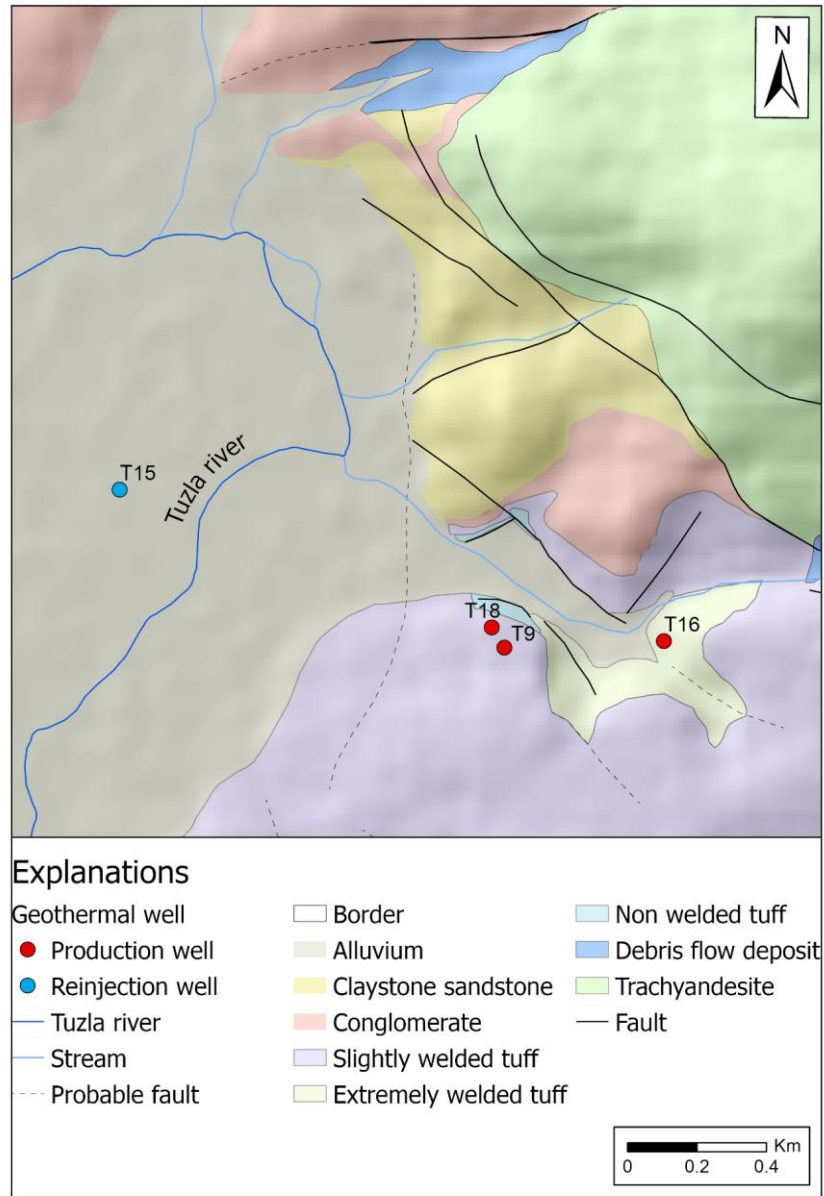 N
T15
Tuzla river
T18
T9
T16
Explanations
Geothermal well
Production well
Reinjection well
Tuzla river
Stream
Probable fault
Border
Alluvium
Claystone sandstone
Conglomerate
Slightly welded tuff
Extremely welded tuff
Non welded tuff
Debris flow deposit
Trachyandesite
Fault
Km
0 0.2 0.4